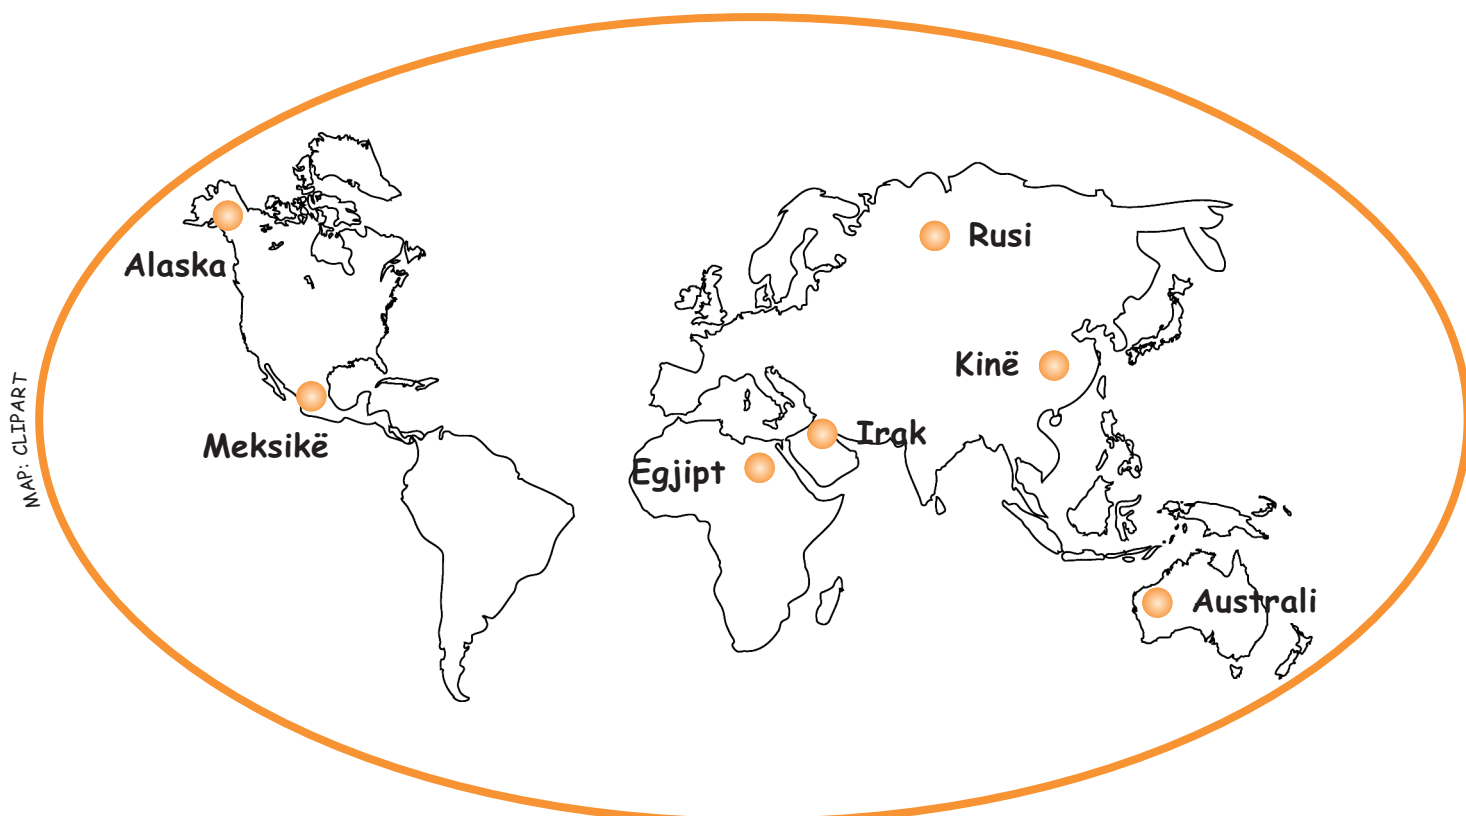 Rusi
Alaska
Kinë
MAP: CLIPART
Meksikë
Irak
Egjipt
Australi